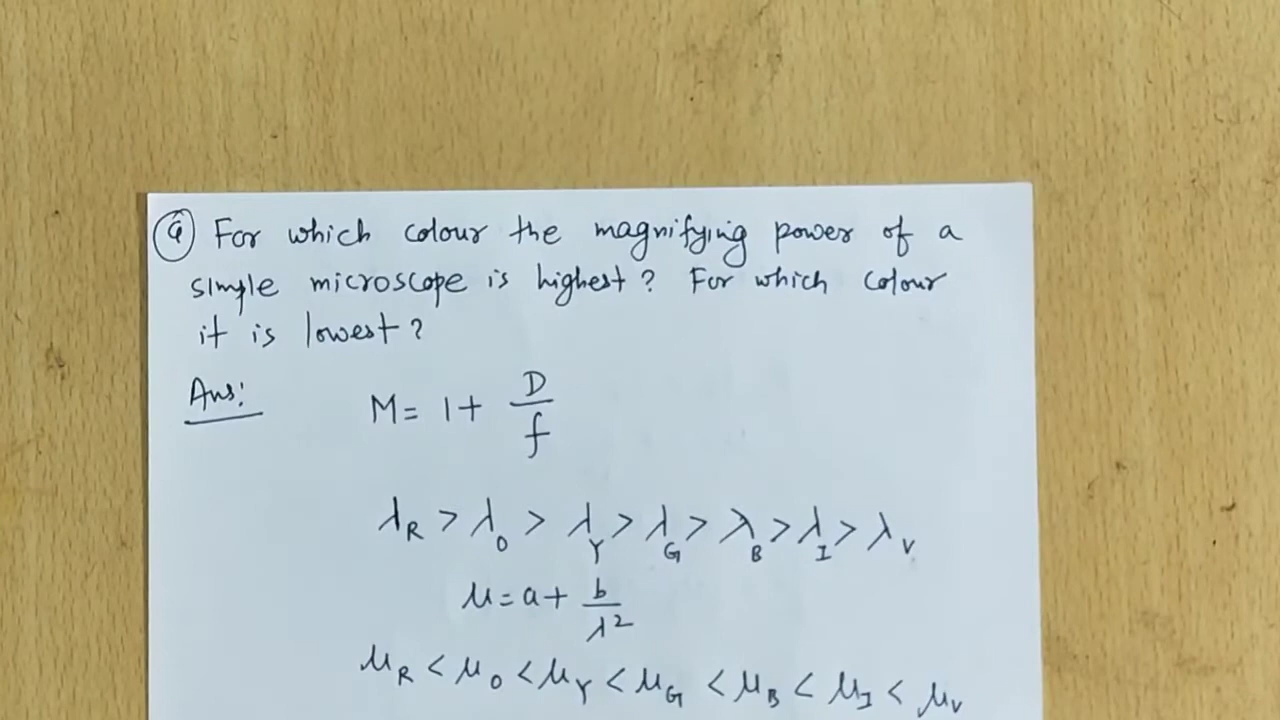 Q For which colour the magnifying power of a
simple microscope is highest? For which colour
it is lowest?
Ans:
M = 1 + D/f
λR > λO > λY > λG > λB > λI > λV
μ = a + b/λ²
μR < μO < μY < μG < μB < μI < μV